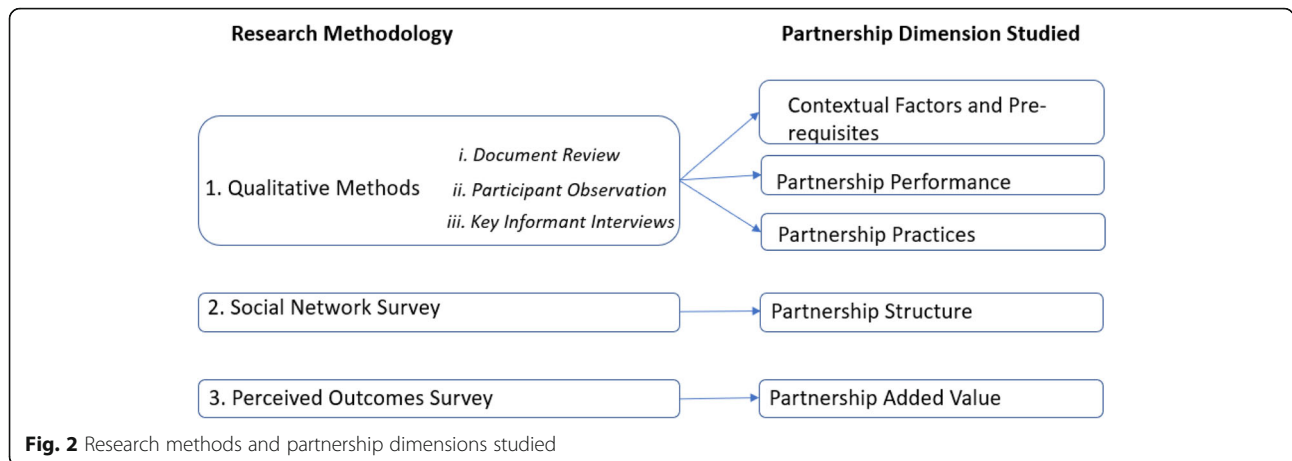 Research Methodology
Partnership Dimension Studied
1. Qualitative Methods
i. Document Review
ii. Participant Observation
iii. Key Informant Interviews
Contextual Factors and Pre-
requisites
Partnership Performance
Partnership Practices
2. Social Network Survey
Partnership Structure
3. Perceived Outcomes Survey
Partnership Added Value
Fig. 2 Research methods and partnership dimensions studied